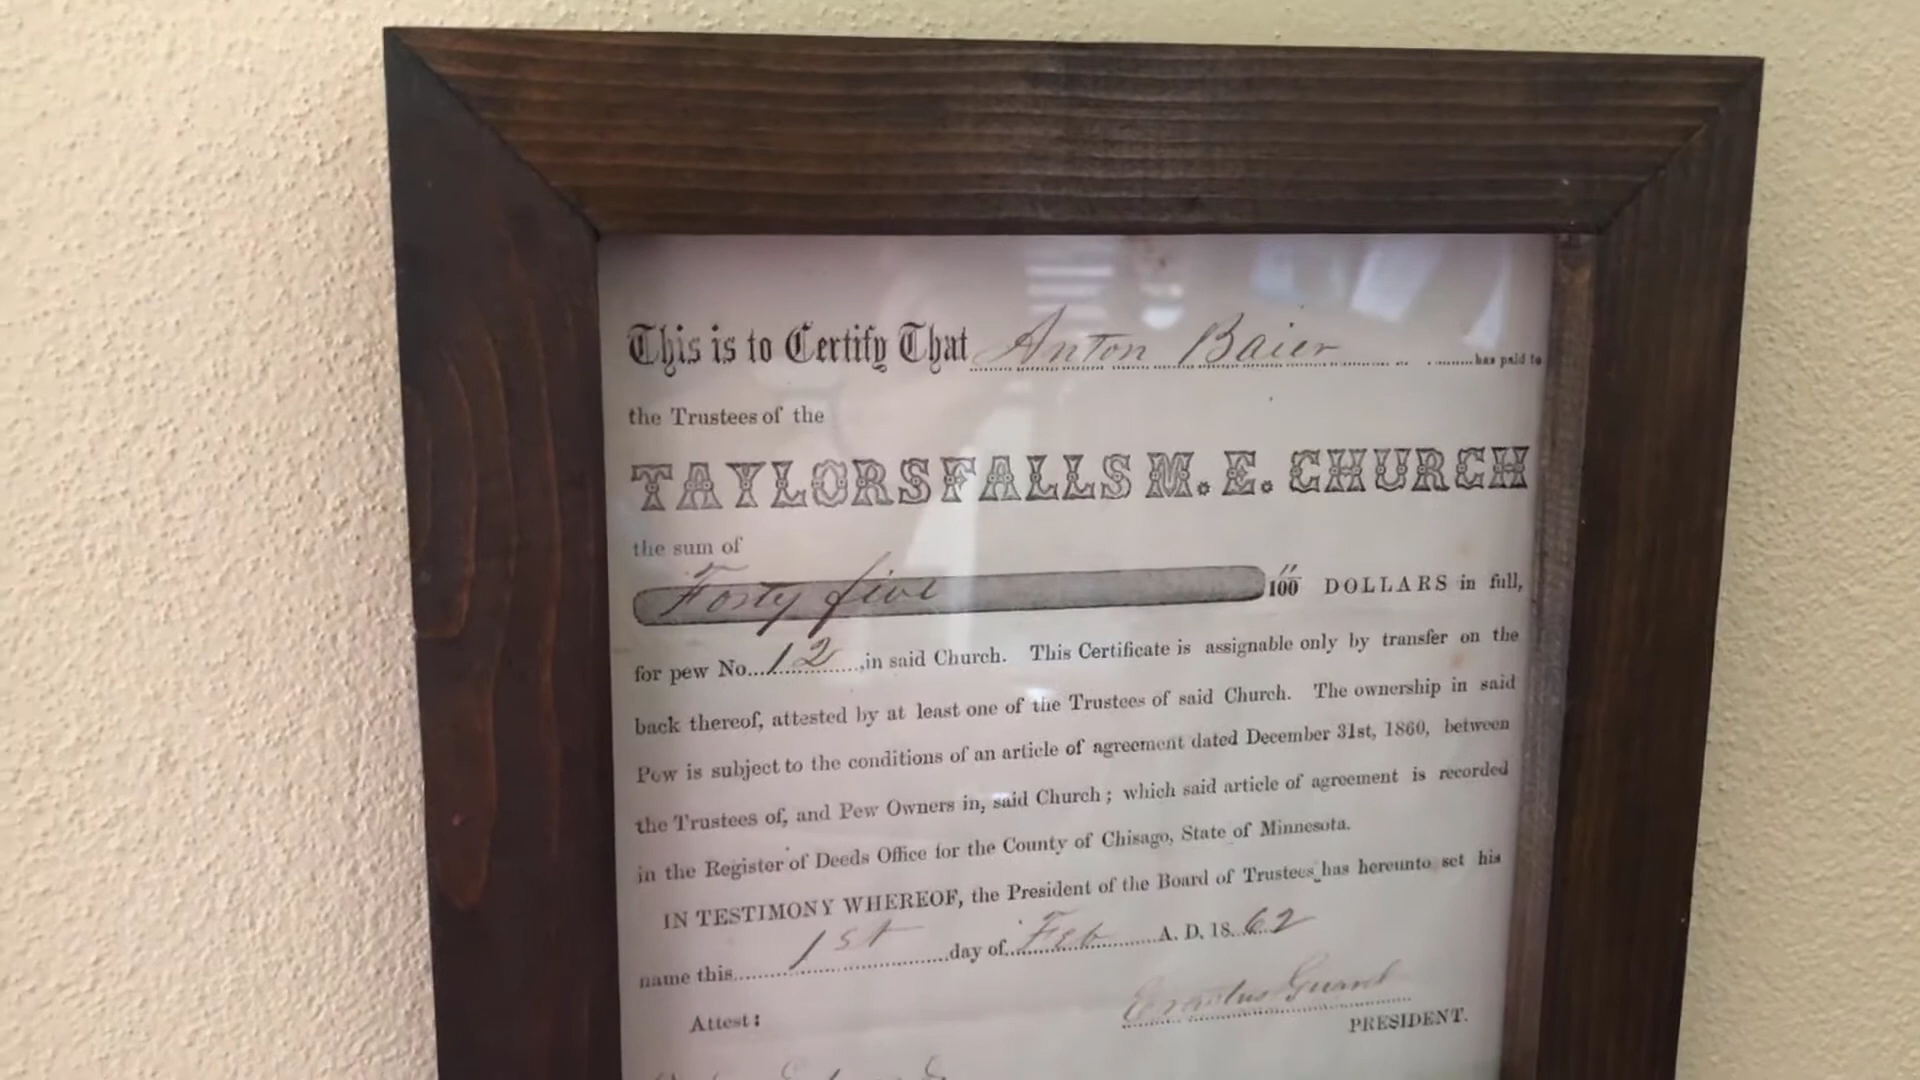 This is to Certify That Anton Baier has paid to
the Trustees of the
TAYLORS FALLS M. E. CHURCH
the sum of
Forty five "/100 DOLLARS in full,
for pew No. 12, in said Church. This Certificate is assignable only by transfer on the
back thereof, attested by at least one of the Trustees of said Church. The ownership in said
Pew is subject to the conditions of an article of agreement dated December 31st, 1860, between
the Trustees of, and Pew Owners in, said Church; which said article of agreement is recorded
in the Register of Deeds Office for the County of Chisago, State of Minnesota.
IN TESTIMONY WHEREOF, the President of the Board of Trustees has hereunto set his
name this 1st day of Feb A. D. 1862
Erastus Guard
Attest:
PRESIDENT.